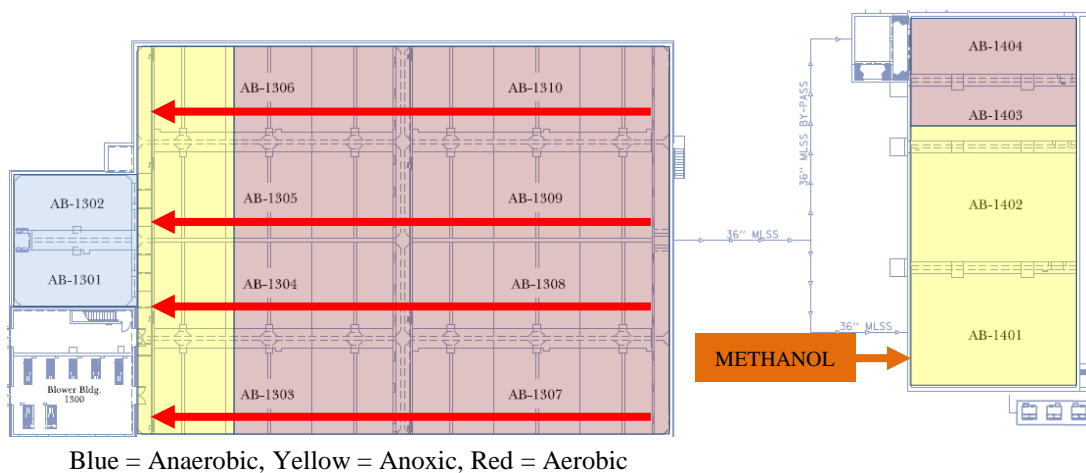 AB-1306
AB-1310
AB-1305
AB-1309
AB-1304
AB-1308
AB-1303
AB-1307
AB-1302
AB-1301
Blower Bldg.
1300
36" MLSS
36" MLSS BY-PASS
36" MLSS
METHANOL
AB-1404
AB-1403
AB-1402
AB-1401
Blue = Anaerobic, Yellow = Anoxic, Red = Aerobic